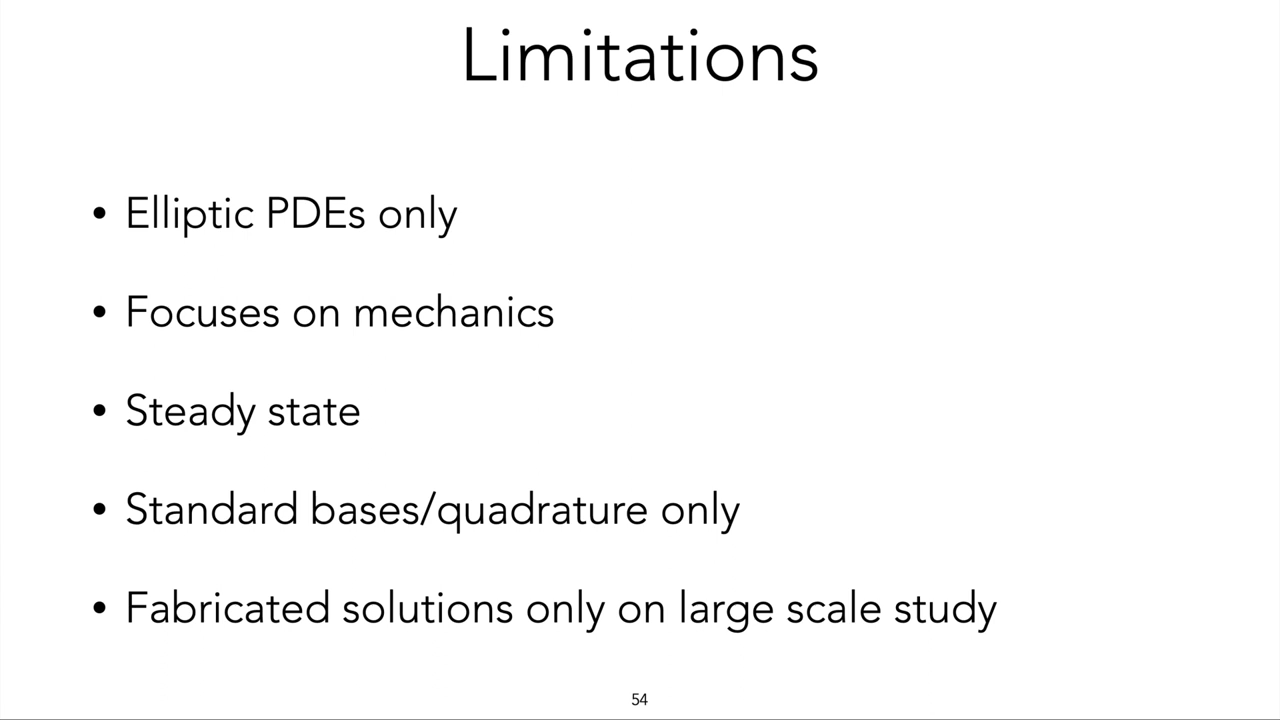 Limitations
• Elliptic PDEs only
• Focuses on mechanics
• Steady state
• Standard bases/quadrature only
• Fabricated solutions only on large scale study
54